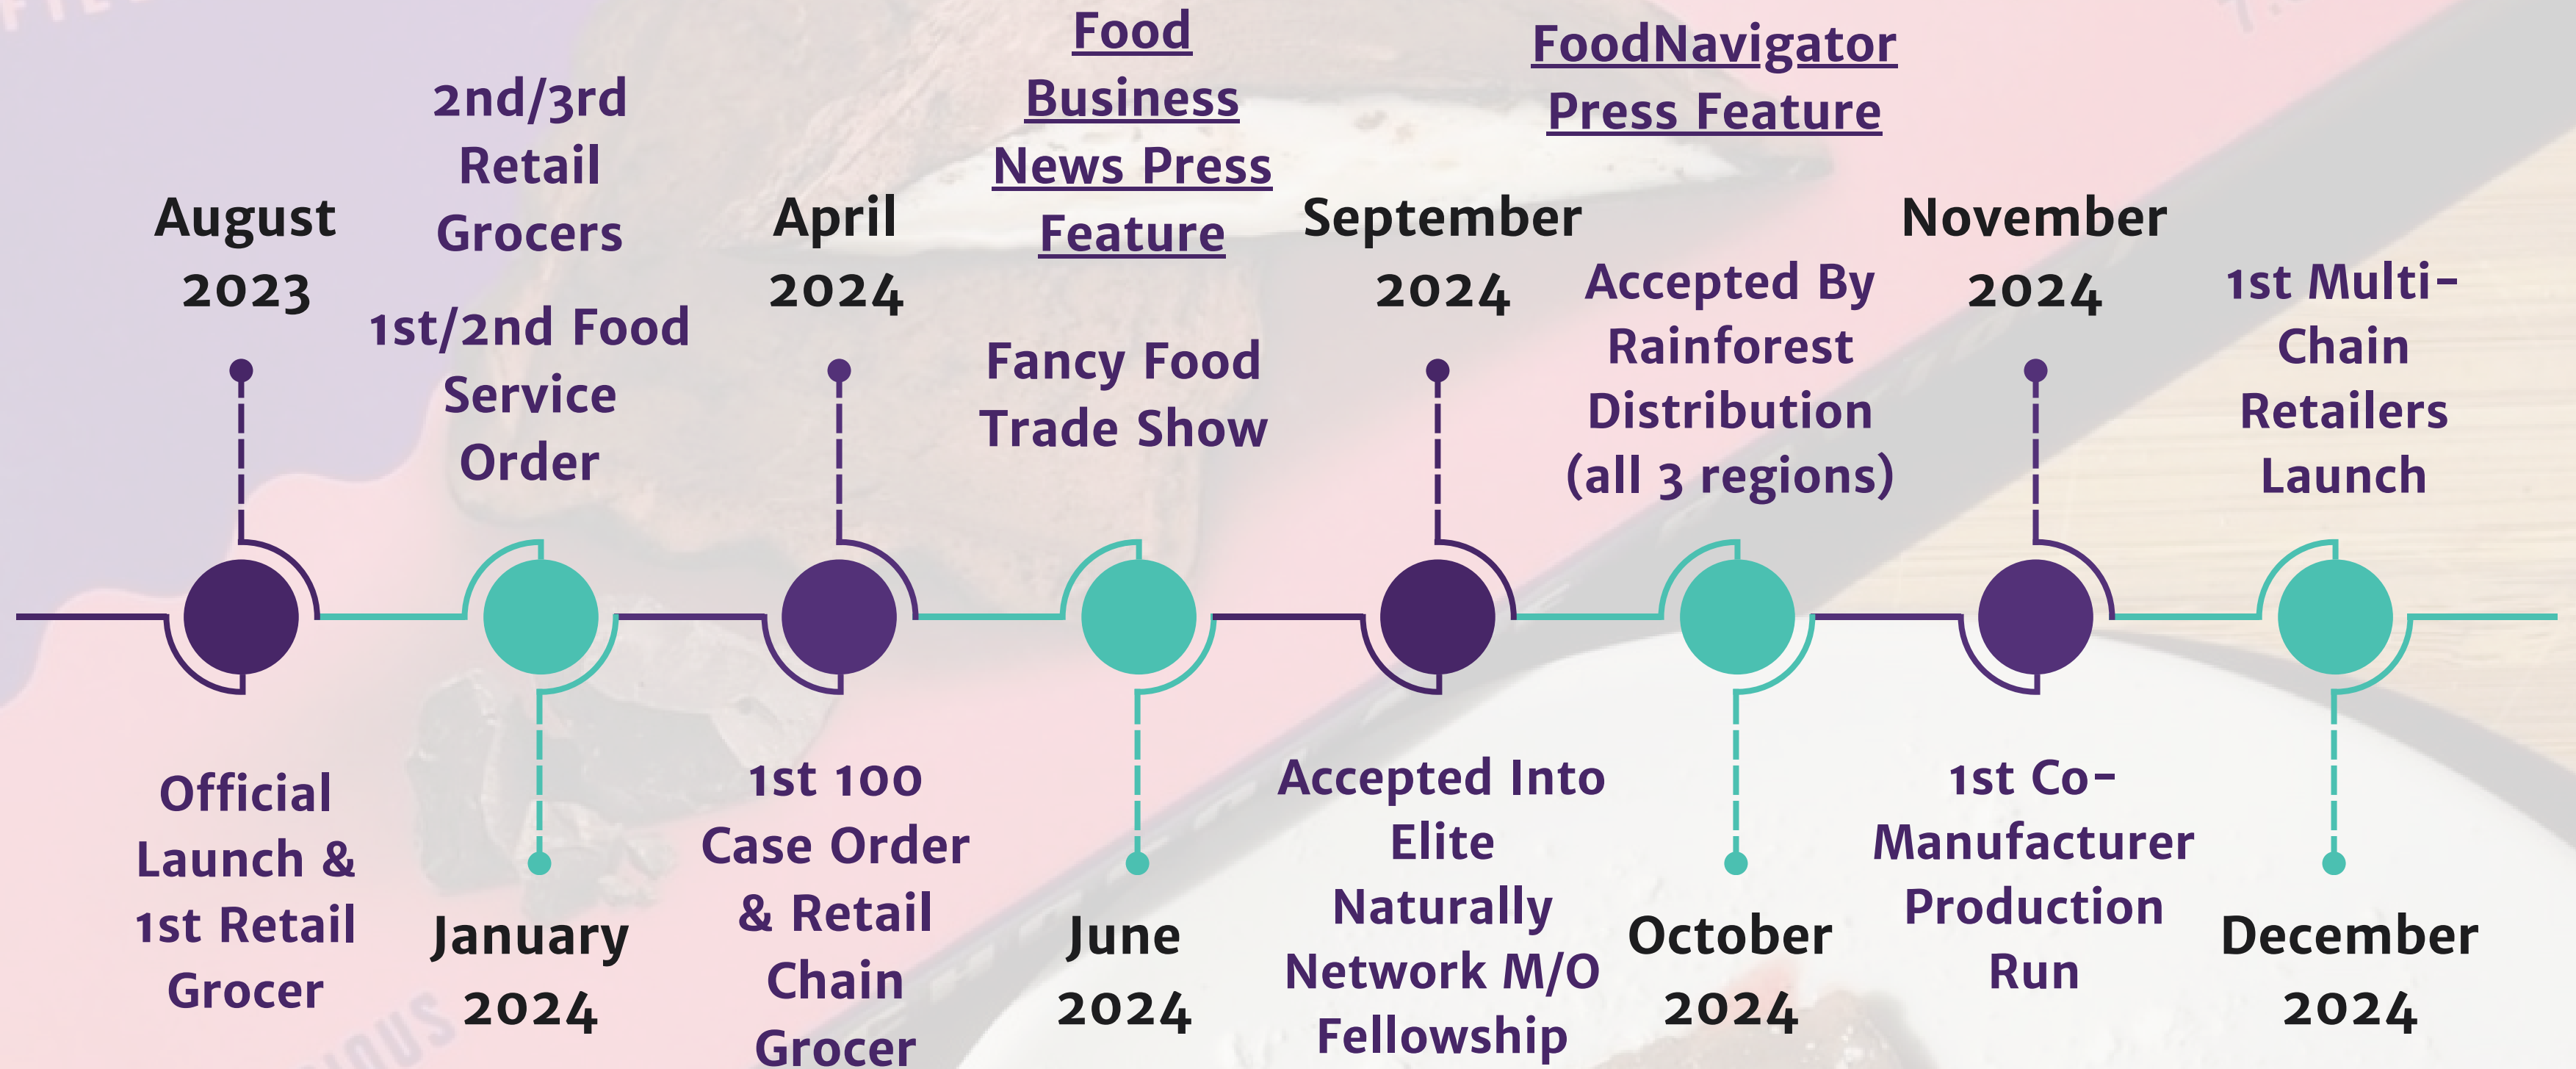 August
2023
Official
Launch &
1st Retail
Grocer
2nd/3rd
Retail
Grocers
1st/2nd Food
Service
Order
January
2024
April
2024
1st 100
Case Order
& Retail
Chain
Grocer
Food
Business
News Press
Feature
Fancy Food
Trade Show
June
2024
September
2024
Accepted Into
Elite
Naturally
Network M/O
Fellowship
FoodNavigator
Press Feature
Accepted By
Rainforest
Distribution
(all 3 regions)
October
2024
November
2024
1st Co-
Manufacturer
Production
Run
1st Multi-
Chain
Retailers
Launch
December
2024